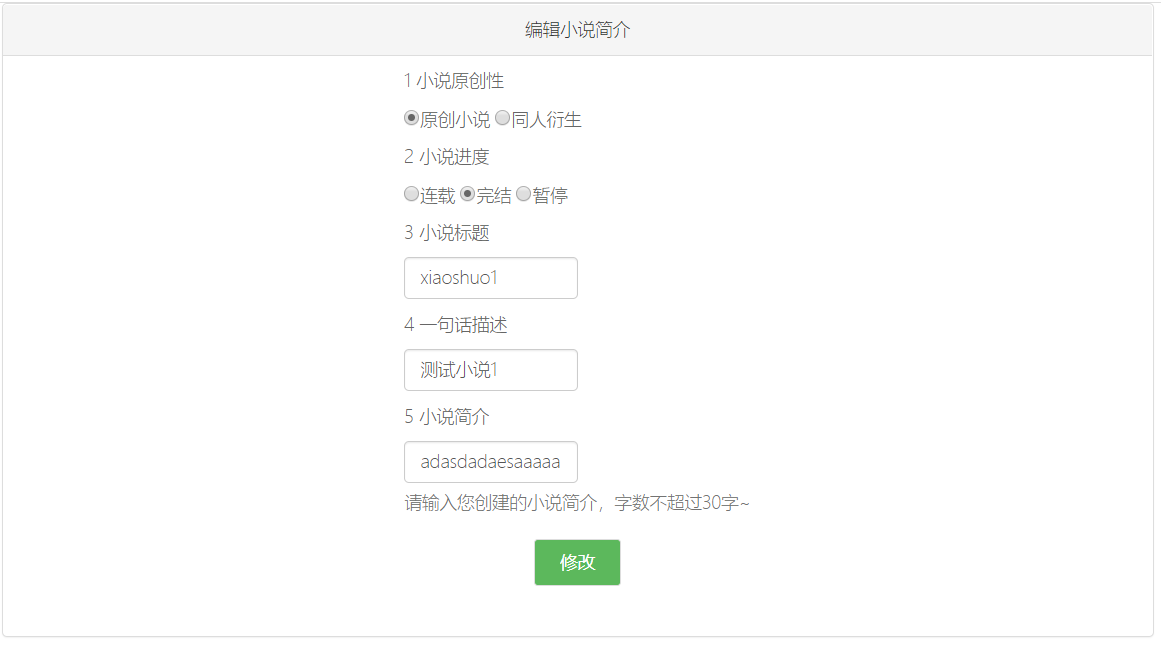 编辑小说简介
1 小说原创性
原创小说 同人衍生
2 小说进度
连载 完结 暂停
3 小说标题
xiaoshuo1
4 一句话描述
测试小说1
5 小说简介
adasdadaesaaaaa
请输入您创建的小说简介，字数不超过30字~
修改